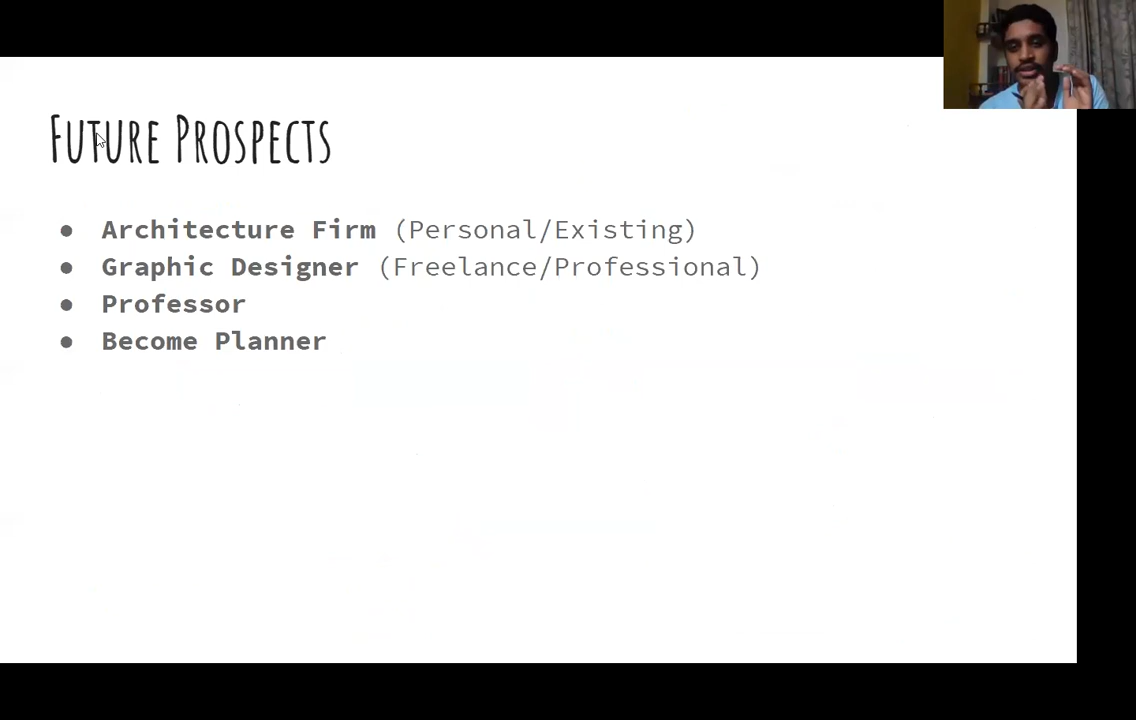 Future Prospects
● Architecture Firm (Personal/Existing)
● Graphic Designer (Freelance/Professional)
● Professor
● Become Planner